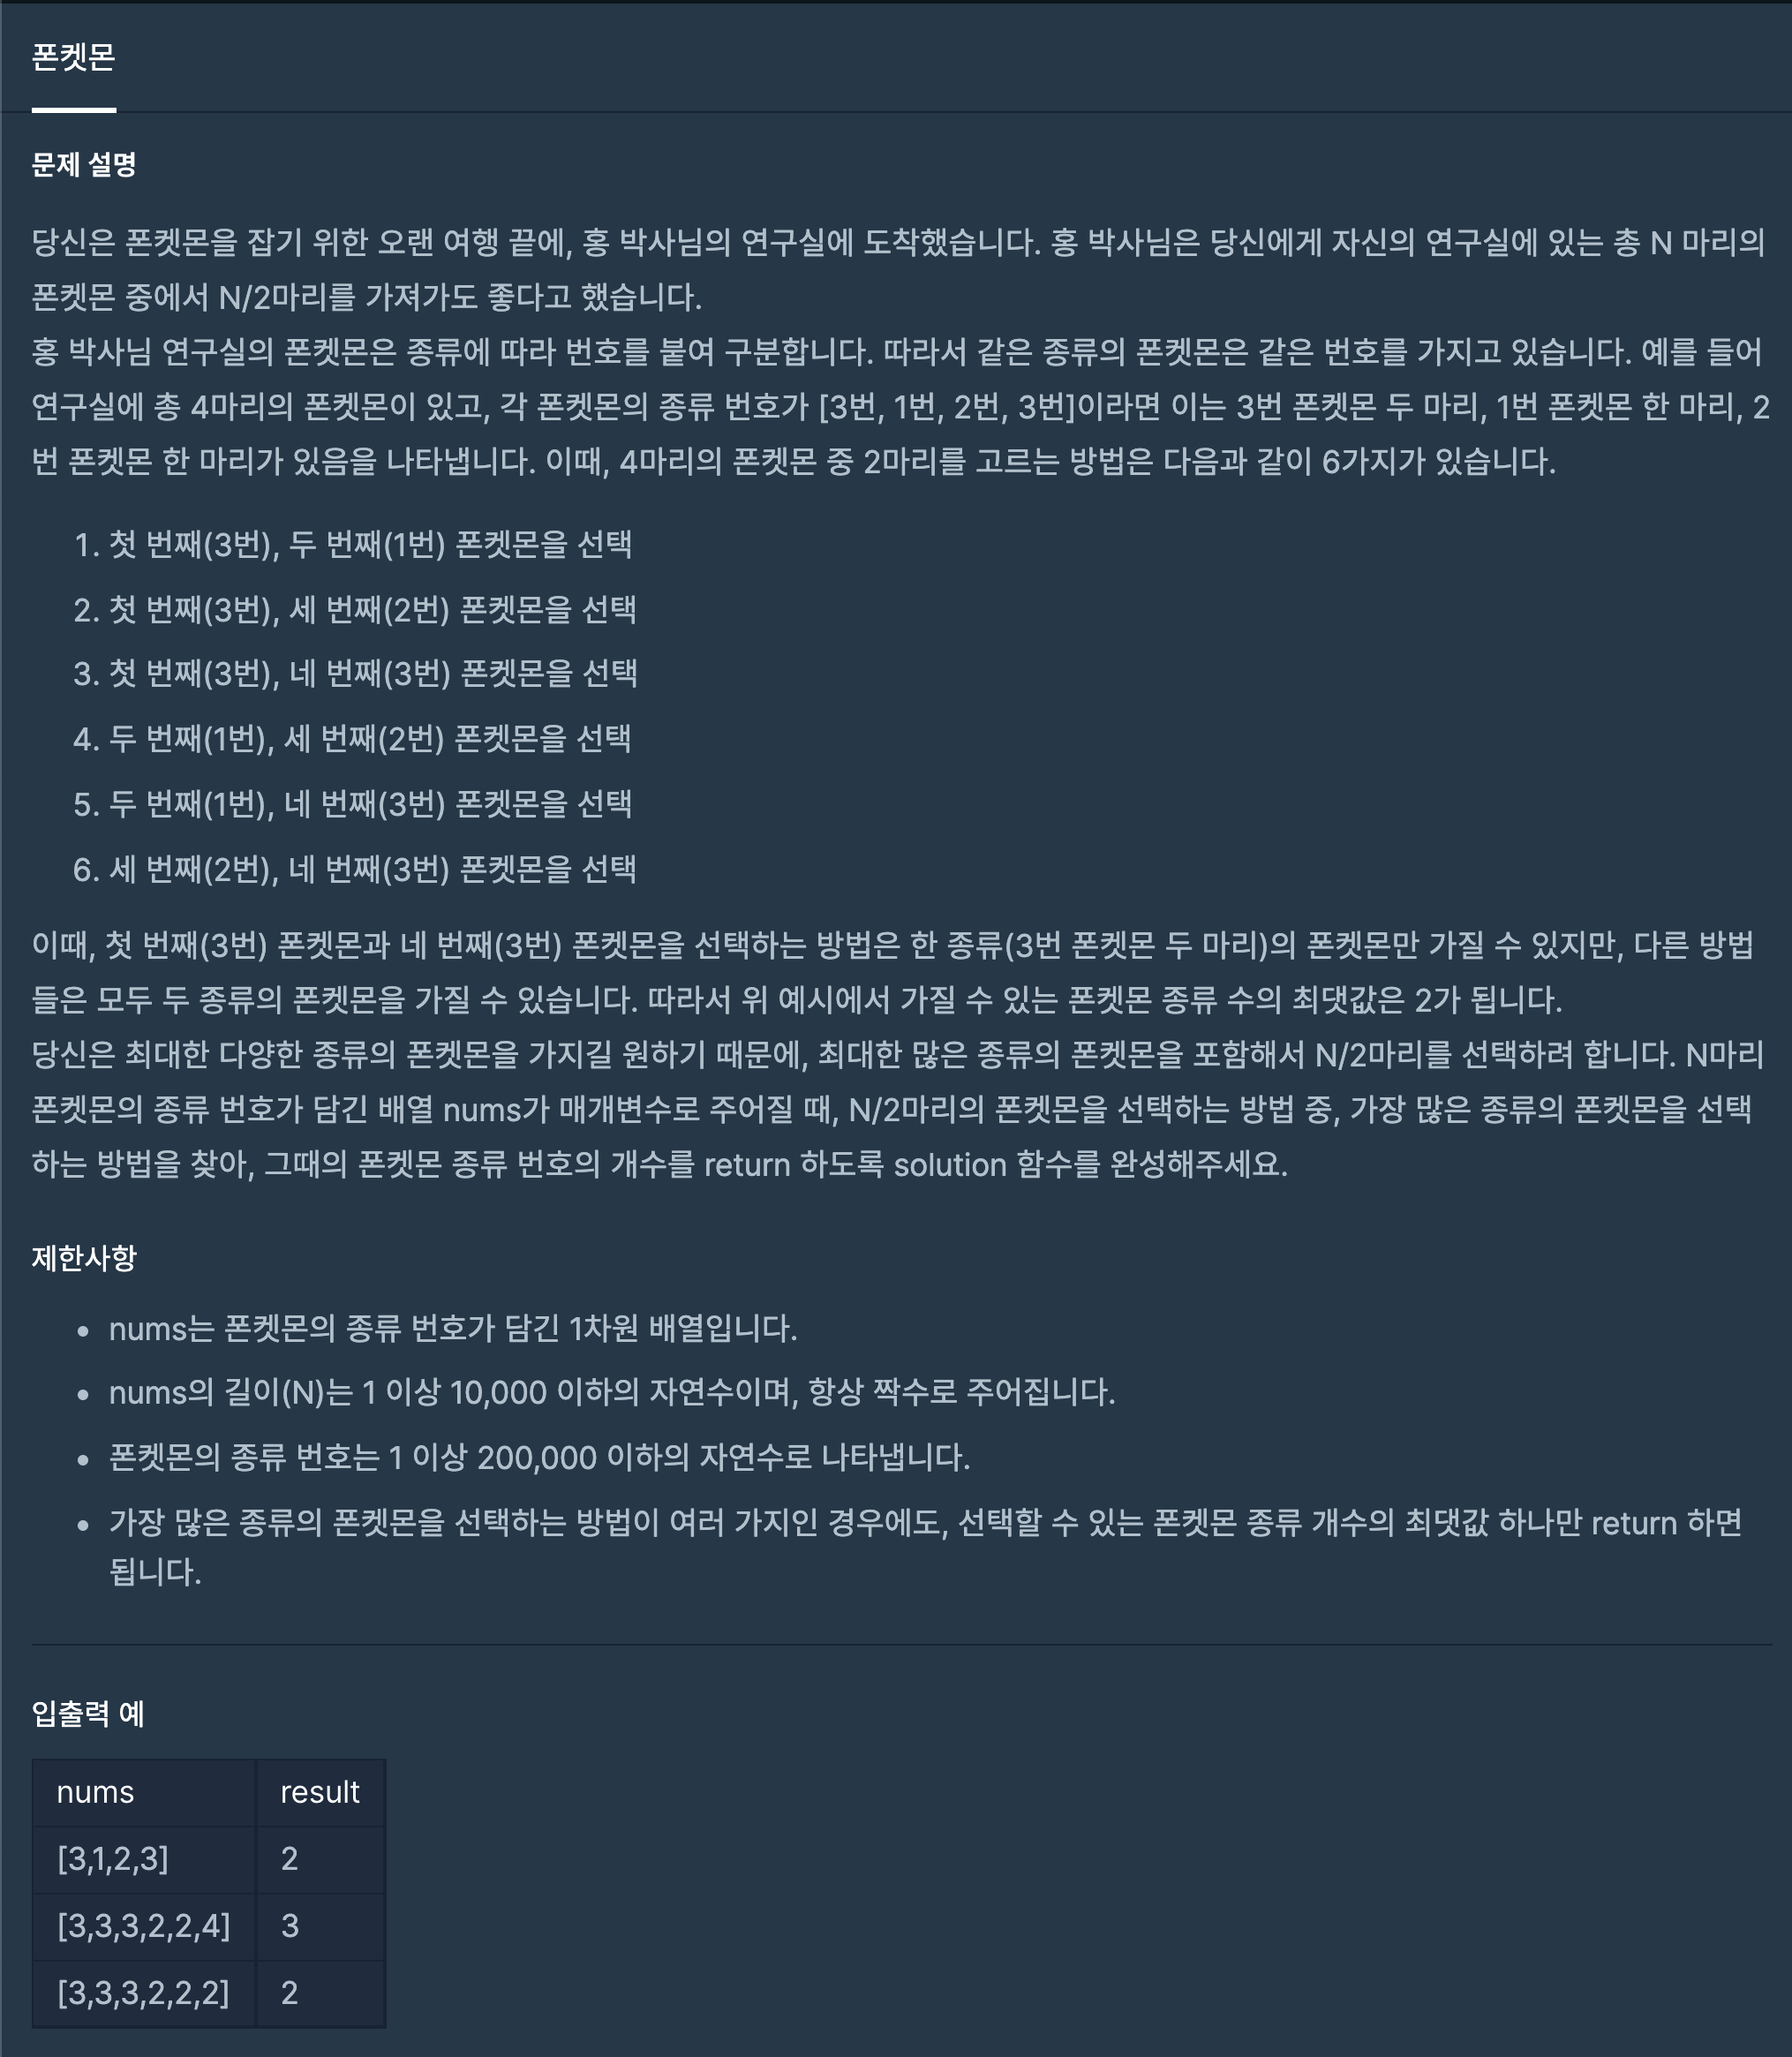 폰켓몬
문제 설명
당신은 폰켓몬을 잡기 위한 오랜 여행 끝에, 홍 박사님의 연구실에 도착했습니다. 홍 박사님은 당신에게 자신의 연구실에 있는 총 N 마리의
폰켓몬 중에서 N/2마리를 가져가도 좋다고 했습니다.
홍 박사님 연구실의 폰켓몬은 종류에 따라 번호를 붙여 구분합니다. 따라서 같은 종류의 폰켓몬은 같은 번호를 가지고 있습니다. 예를 들어
연구실에 총 4마리의 폰켓몬이 있고, 각 폰켓몬의 종류 번호가 [3번, 1번, 2번, 3번]이라면 이는 3번 폰켓몬 두 마리, 1번 폰켓몬 한 마리, 2
번 폰켓몬 한 마리가 있음을 나타냅니다. 이때, 4마리의 폰켓몬 중 2마리를 고르는 방법은 다음과 같이 6가지가 있습니다.
1. 첫 번째(3번), 두 번째(1번) 폰켓몬을 선택
2. 첫 번째(3번), 세 번째(2번) 폰켓몬을 선택
3. 첫 번째(3번), 네 번째(3번) 폰켓몬을 선택
4. 두 번째(1번), 세 번째(2번) 폰켓몬을 선택
5. 두 번째(1번), 네 번째(3번) 폰켓몬을 선택
6. 세 번째(2번), 네 번째(3번) 폰켓몬을 선택
이때, 첫 번째(3번) 폰켓몬과 네 번째(3번) 폰켓몬을 선택하는 방법은 한 종류(3번 폰켓몬 두 마리)의 폰켓몬만 가질 수 있지만, 다른 방법
들은 모두 두 종류의 폰켓몬을 가질 수 있습니다. 따라서 위 예시에서 가질 수 있는 폰켓몬 종류 수의 최댓값은 2가 됩니다.
당신은 최대한 다양한 종류의 폰켓몬을 가지길 원하기 때문에, 최대한 많은 종류의 폰켓몬을 포함해서 N/2마리를 선택하려 합니다. N마리
폰켓몬의 종류 번호가 담긴 배열 nums가 매개변수로 주어질 때, N/2마리의 폰켓몬을 선택하는 방법 중, 가장 많은 종류의 폰켓몬을 선택
하는 방법을 찾아, 그때의 폰켓몬 종류 번호의 개수를 return 하도록 solution 함수를 완성해주세요.
제한사항
• nums는 폰켓몬의 종류 번호가 담긴 1차원 배열입니다.
• nums의 길이(N)는 1 이상 10,000 이하의 자연수이며, 항상 짝수로 주어집니다.
• 폰켓몬의 종류 번호는 1 이상 200,000 이하의 자연수로 나타냅니다.
• 가장 많은 종류의 폰켓몬을 선택하는 방법이 여러 가지인 경우에도, 선택할 수 있는 폰켓몬 종류 개수의 최댓값 하나만 return 하면
됩니다.
입출력 예
nums result
[3,1,2,3] 2
[3,3,3,2,2,4] 3
[3,3,3,2,2,2] 2